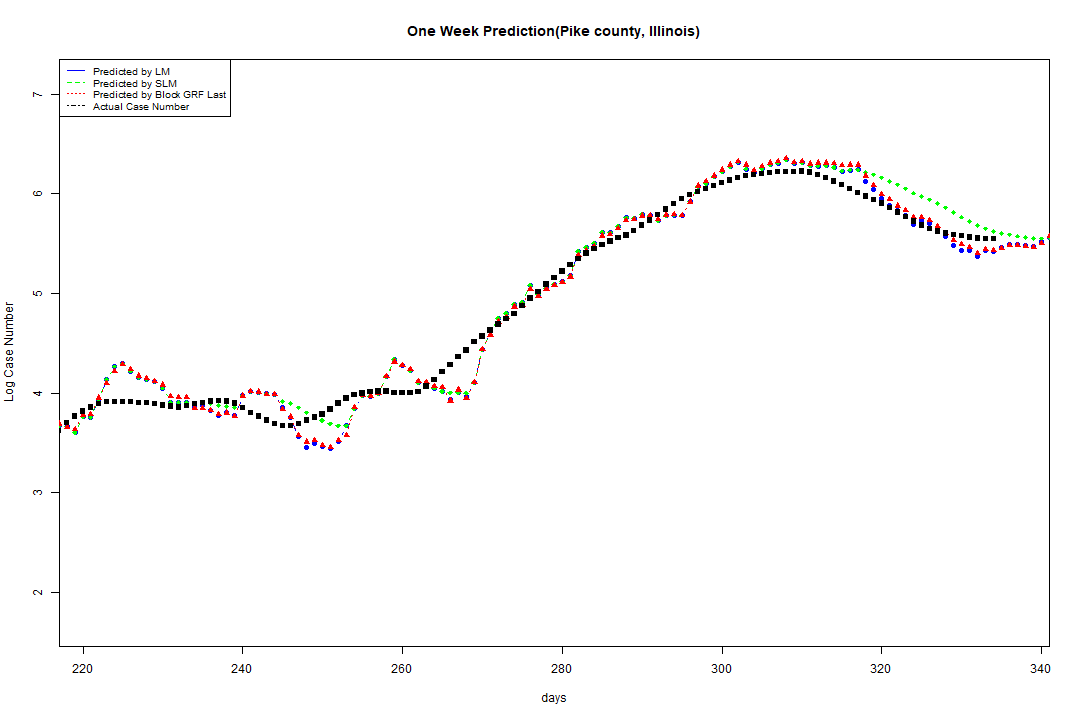 One Week Prediction(Pike county, Illinois)
Predicted by LM
Predicted by SLM
Predicted by Block GRF Last
Actual Case Number
7
6
5
4
3
2
Log Case Number
220 240 260 280 300 320 340
days